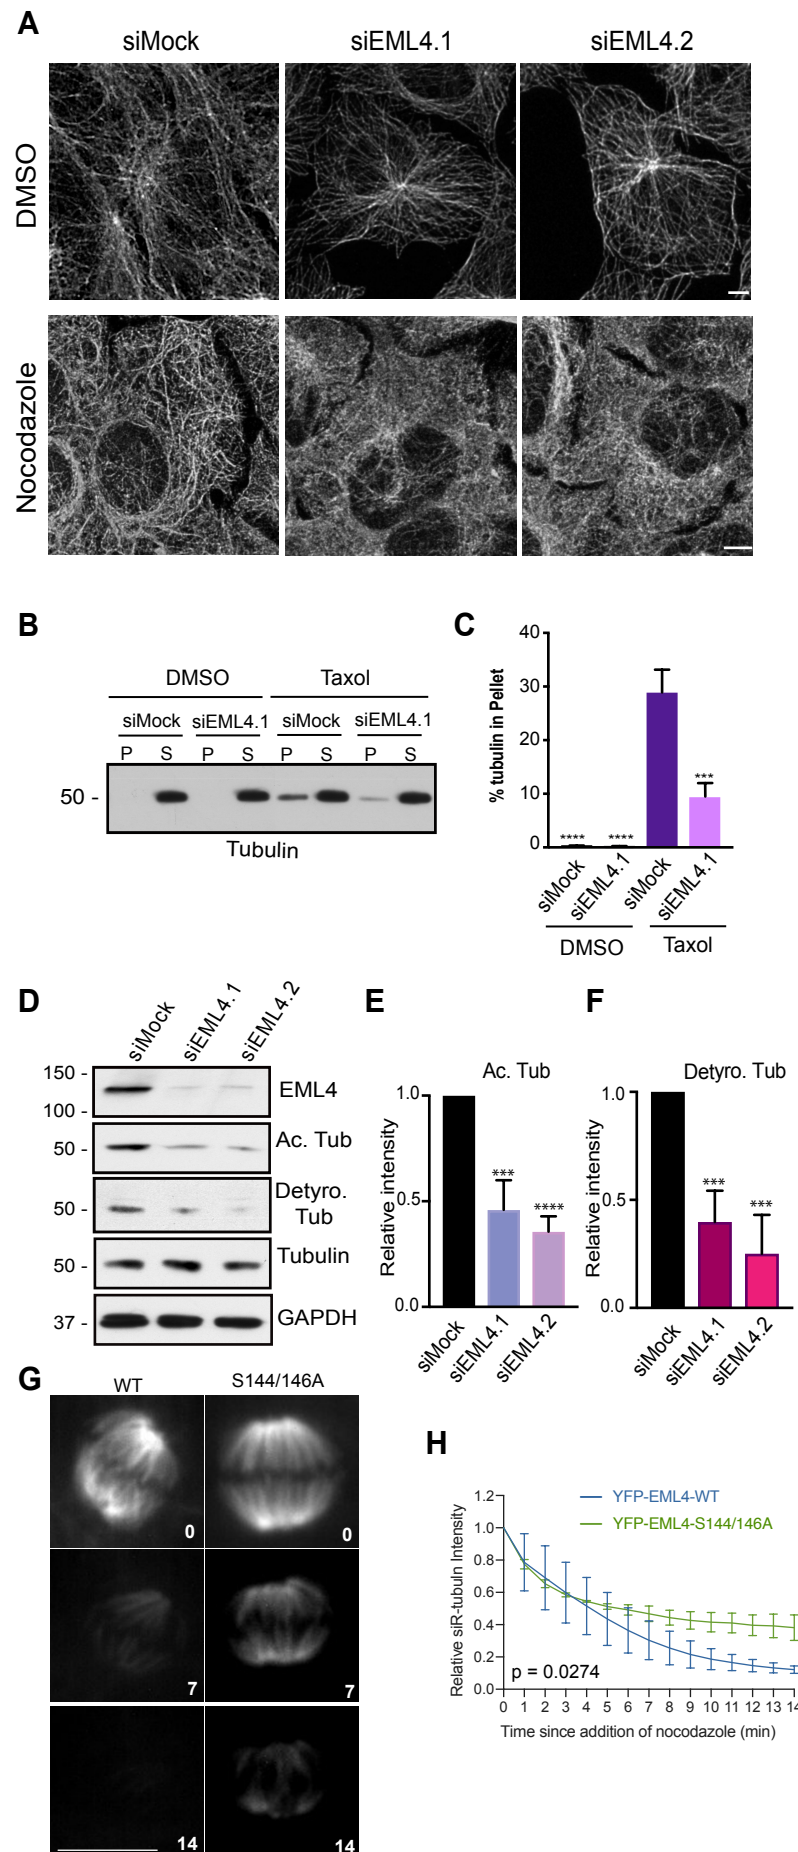 A
siMock siEML4.1 siEML4.2
DMSO
Nocodazole
B
DMSO Taxol
siMock siEML4.1 siMock siEML4.1
P S P S P S P S
50 -
Tubulin
C
% tubulin in Pellet
40
30
20
10
0
**** **** ***
siMock siEML4.1 siMock siEML4.1
DMSO Taxol
D
siMock siEML4.1 siEML4.2
150 -
100 -
EML4
50 -
Ac. Tub
50 -
Detyro.
Tub
50 -
Tubulin
37 -
GAPDH
E
Ac. Tub
Relative intensity
1.0
0.5
0.0
*** ****
siMock siEML4.1 siEML4.2
F
Detyro. Tub
Relative intensity
1.0
0.5
0.0
*** ***
siMock siEML4.1 siEML4.2
G
WT S144/146A
0 0
7 7
14 14
H
YFP-EML4-WT
YFP-EML4-S144/146A
Relative siR-tubuln Intensity
1.2
1.0
0.8
0.6
0.4
0.2
0.0
p = 0.0274
0 1 2 3 4 5 6 7 8 9 10 11 12 13 14
Time since addition of nocodazole (min)